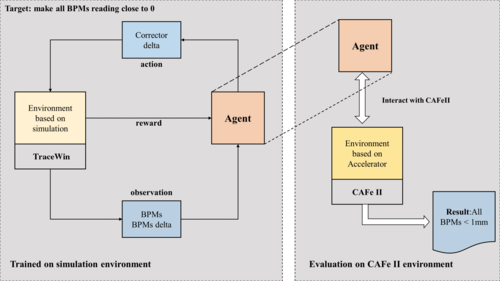 Target: make all BPMs reading close to 0
Corrector
delta
action
Environment
based on
simulation
TraceWin
reward
Agent
observation
BPMs
BPMs delta
Trained on simulation environment
Agent
Interact with CAFeII
Environment
based on
Accelerator
CAFe II
Result:All
BPMs < 1mm
Evaluation on CAFe II environment